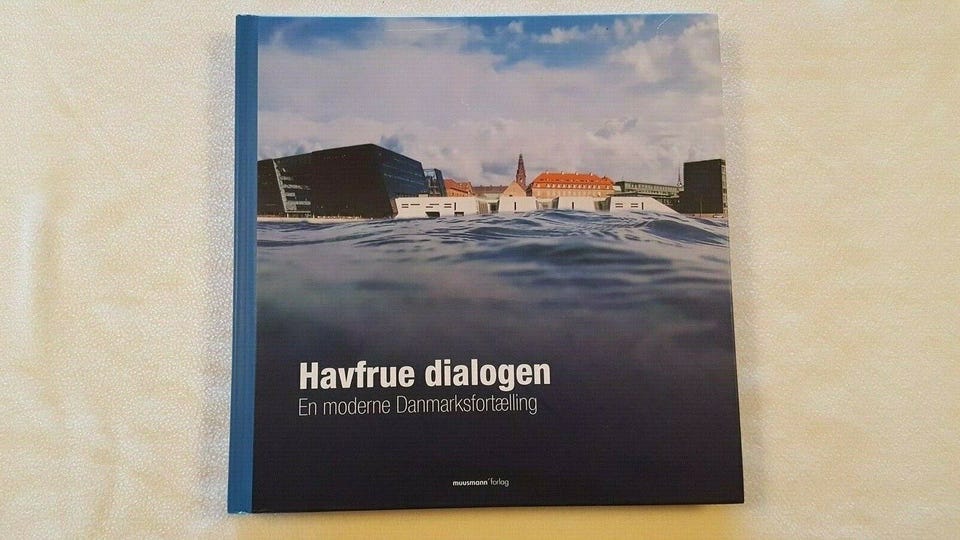 Havfrue dialogen
En moderne Danmarksfortælling
muusmann'forlag